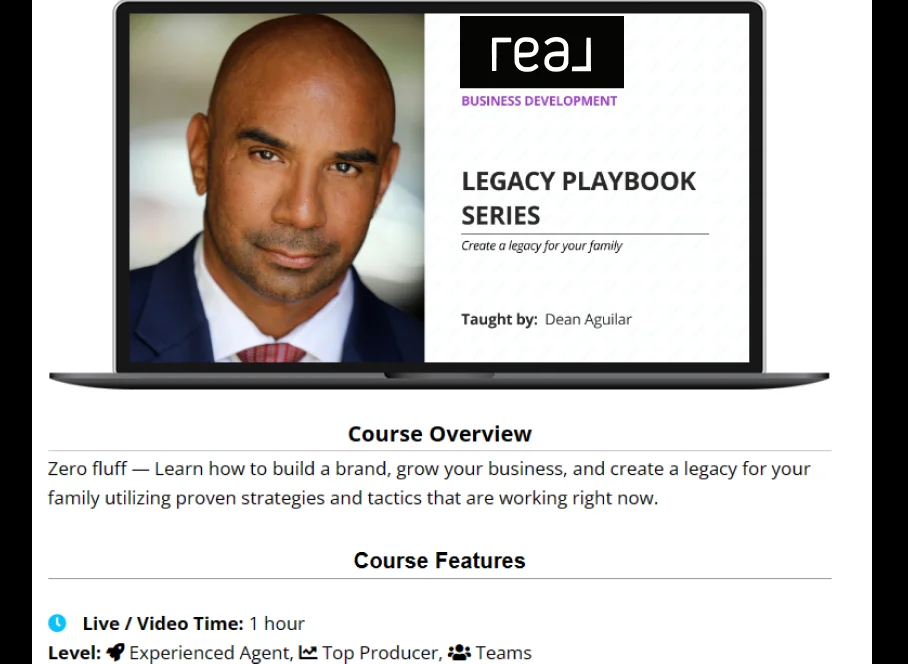 real
BUSINESS DEVELOPMENT
LEGACY PLAYBOOK
SERIES
Create a legacy for your family
Taught by: Dean Aguilar
Course Overview
Zero fluff — Learn how to build a brand, grow your business, and create a legacy for your
family utilizing proven strategies and tactics that are working right now.
Course Features
Live / Video Time: 1 hour
Level: Experienced Agent, Top Producer, Teams